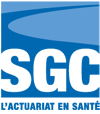 SGC
L'ACTUARIAT EN SANTÉ